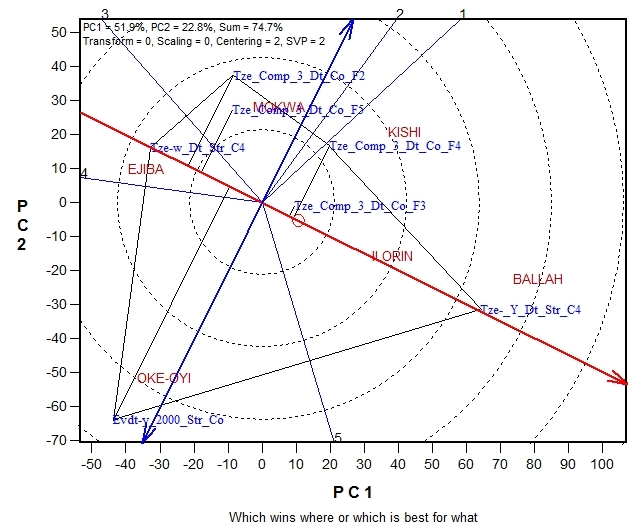 PC1 = 51.9%, PC2 = 22.8%, Sum = 74.7%
Transform = 0, Scaling = 0, Centering = 2, SVP = 2
3
2
1
50
40
30
20
10
0
-10
-20
-30
-40
-50
-60
-70
P
C
2
Tze_Comp_3_Dt_Co_F2
MOKWA
Tze_Comp_3_Dt_Co_F5
KISHI
Tze-w_Dt_Str_C4
Tze_Comp_3_Dt_Co_F4
EJIBA
4
Tze_Comp_3_Dt_Co_F3
ILORIN
BALLAH
Tze-_Y_Dt_Str_C4
OKE-OYI
Evdt-y_2000_Str_Co
5
-50 -40 -30 -20 -10 0 10 20 30 40 50 60 70 80 90 100
P C 1
Which wins where or which is best for what